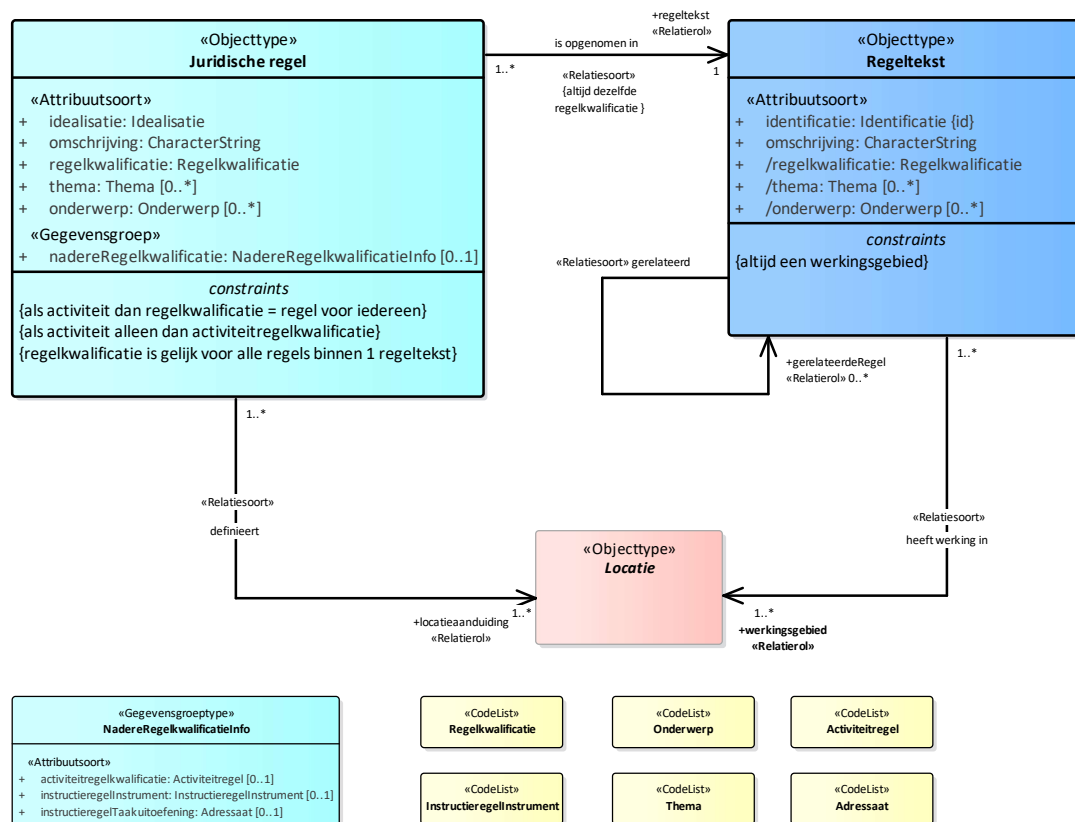 «Objecttype»
Juridische regel
«Attribuutsoort»
+ idealisatie: Idealisatie
+ omschrijving: CharacterString
+ regelkwalificatie: Regelkwalificatie
+ thema: Thema [0..*]
+ onderwerp: Onderwerp [0..*]
«Gegevensgroep»
+ nadereRegelkwalificatie: NadereRegelkwalificatieInfo [0..1]
constraints
{als activiteit dan regelkwalificatie = regel voor iedereen}
{als activiteit alleen dan activiteitregelkwalificatie}
{regelkwalificatie is gelijk voor alle regels binnen 1 regeltekst}
+regeltekst
«Relatierol»
is opgenomen in
1..*
1
«Relatiesoort»
{altijd dezelfde
regelkwalificatie }
«Objecttype»
Regeltekst
«Attribuutsoort»
+ identificatie: Identificatie {id}
+ omschrijving: CharacterString
+ /regelkwalificatie: Regelkwalificatie
+ /thema: Thema [0..*]
+ /onderwerp: Onderwerp [0..*]
constraints
{altijd een werkingsgebied}
«Relatiesoort» gerelateerd
+gerelateerdeRegel
«Relatierol» 0..*
1..*
1..*
«Relatiesoort»
definieert
«Relatiesoort»
heeft werking in
«Objecttype»
Locatie
+locatieaanduiding
«Relatierol»
1..*
1..*
+werkingsgebied
«Relatierol»
«Gegevensgroeptype»
NadereRegelkwalificatieInfo
«Attribuutsoort»
+ activiteitregelkwalificatie: Activiteitregel [0..1]
+ instructieregelInstrument: InstructieregelInstrument [0..1]
+ instructieregelTaakuitoefening: Adressaat [0..1]
«CodeList»
Regelkwalificatie
«CodeList»
Onderwerp
«CodeList»
Activiteitregel
«CodeList»
InstructieregelInstrument
«CodeList»
Thema
«CodeList»
Adressaat